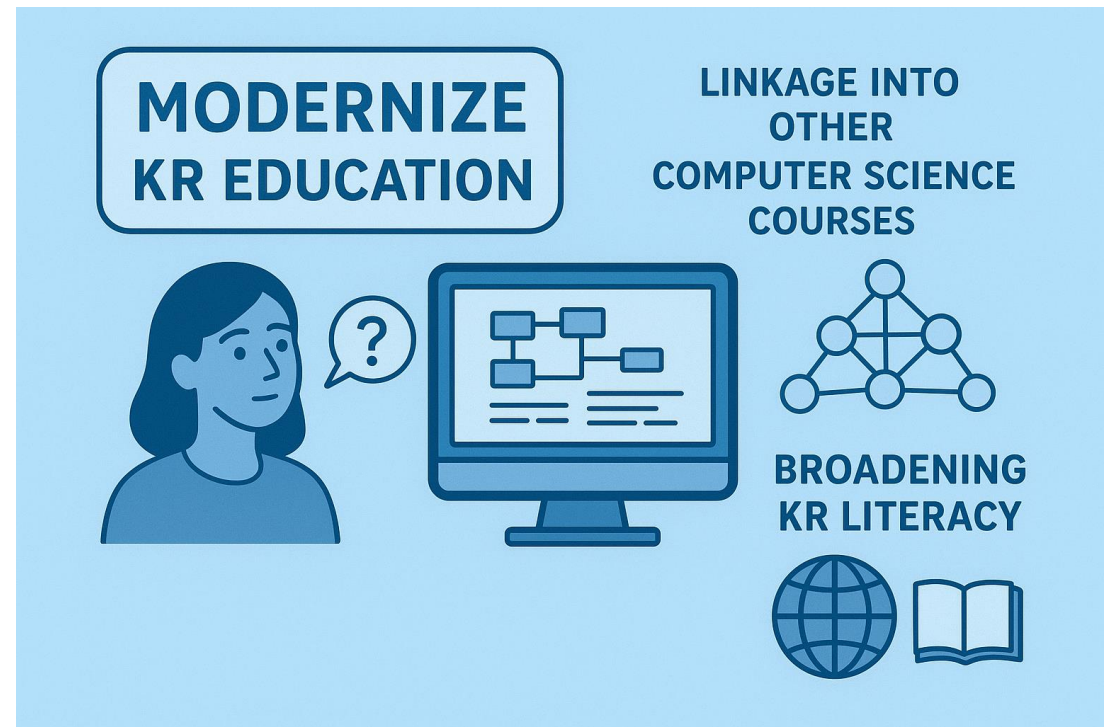 MODERNIZE
KR EDUCATION
LINKAGE INTO
OTHER
COMPUTER SCIENCE
COURSES
?
BROADENING
KR LITERACY